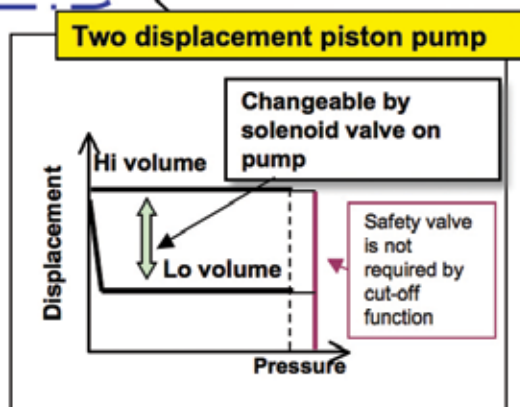 Two displacement piston pump
Changeable by
solenoid valve on
pump
Hi volume
Displacement
Lo volume
Safety valve
is not
required by
cut-off
function
Pressure